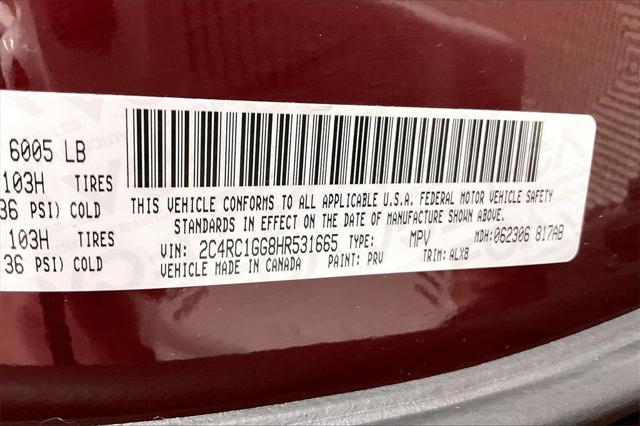 6005 LB
103H TIRES
36 PSI) COLD
103H TIRES
36 PSI) COLD
THIS VEHICLE CONFORMS TO ALL APPLICABLE U.S.A. FEDERAL MOTOR VEHICLE SAFETY
STANDARDS IN EFFECT ON THE DATE OF MANUFACTURE SHOWN ABOVE.
VIN: 2C4RC1GG8HR531665 TYPE: MPV MDH:062306 817AB
VEHICLE MADE IN CANADA PAINT: PRV TRIM: ALX8